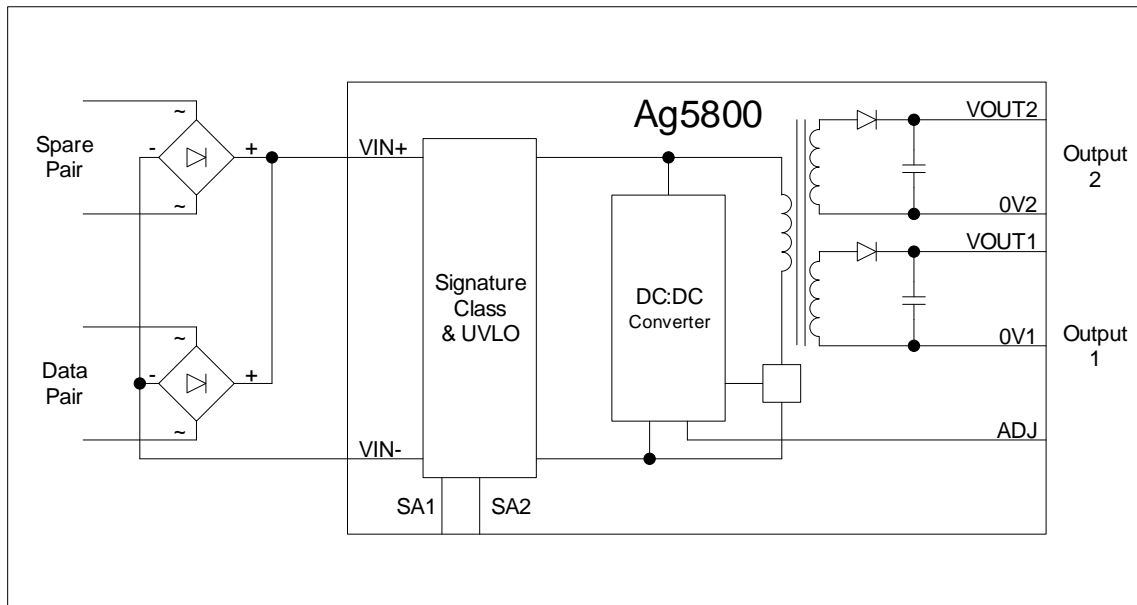 Ag5800
~
Spare
Pair
-
+
~
VIN+
VOUT2
Output
2
0V2
VOUT1
Signature
Class
& UVLO
DC:DC
Converter
0V1
Output
1
~
Data
Pair
-
+
~
VIN-
ADJ
SA1
SA2